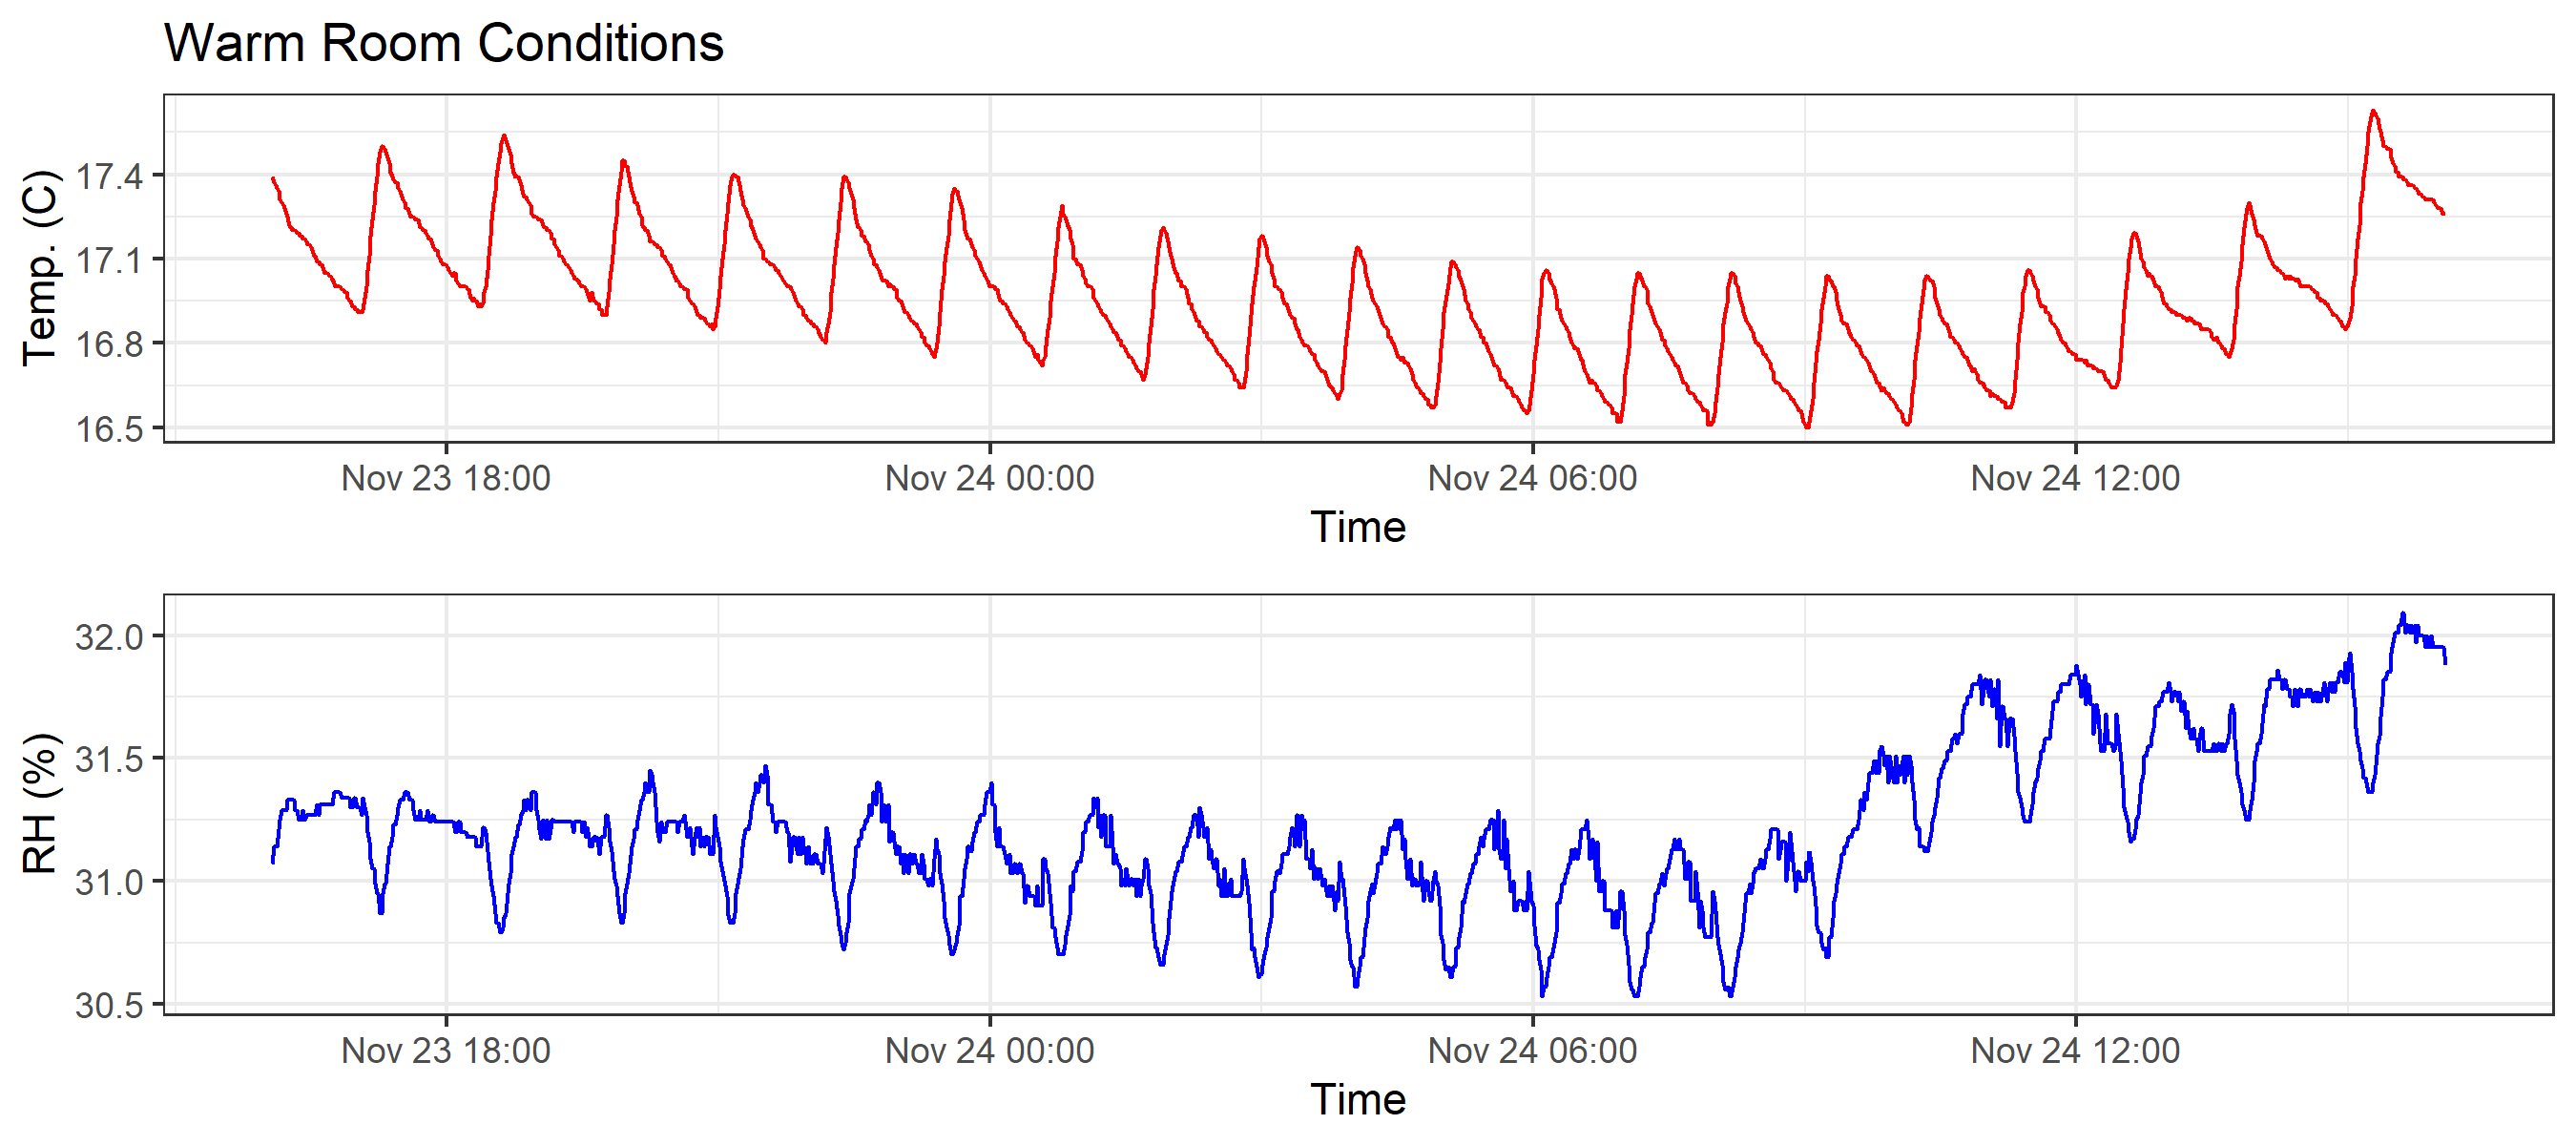 Warm Room Conditions
Temp. (C)
17.4
17.1
16.8
16.5
Nov 23 18:00 Nov 24 00:00 Nov 24 06:00 Nov 24 12:00
Time
RH (%)
32.0
31.5
31.0
30.5
Nov 23 18:00 Nov 24 00:00 Nov 24 06:00 Nov 24 12:00
Time